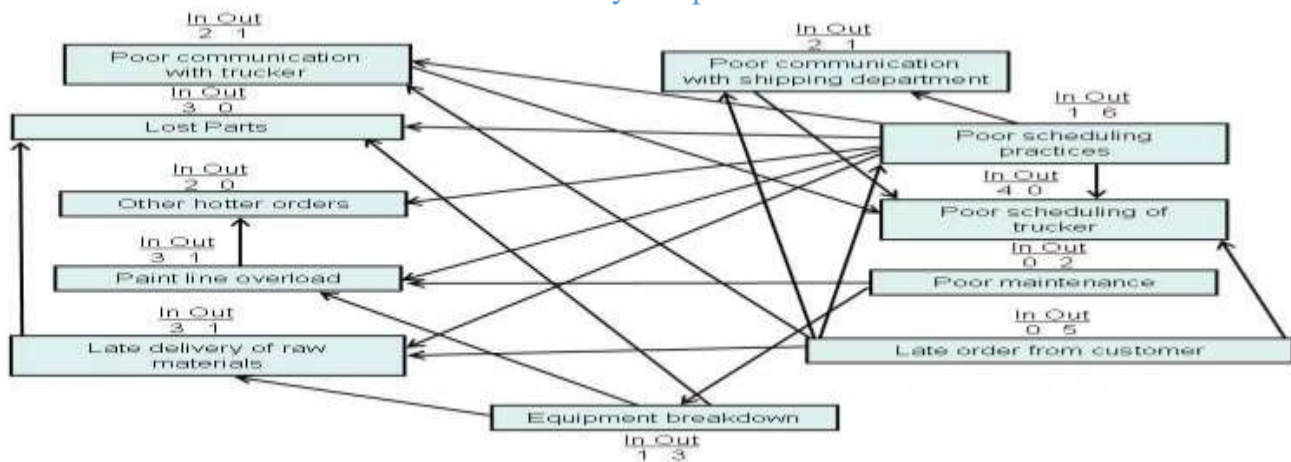 In Out
2 1
Poor communication
with trucker
In Out
3 0
Lost Parts
In Out
2 0
Other hotter orders
In Out
3 1
Paint line overload
In Out
3 1
Late delivery of raw
materials
In Out
2 1
Poor communication
with shipping department
In Out
1 6
Poor scheduling
practices
In Out
4 0
Poor scheduling of
trucker
In Out
0 2
Poor maintenance
In Out
0 5
Late order from customer
Equipment breakdown
In Out
1 3